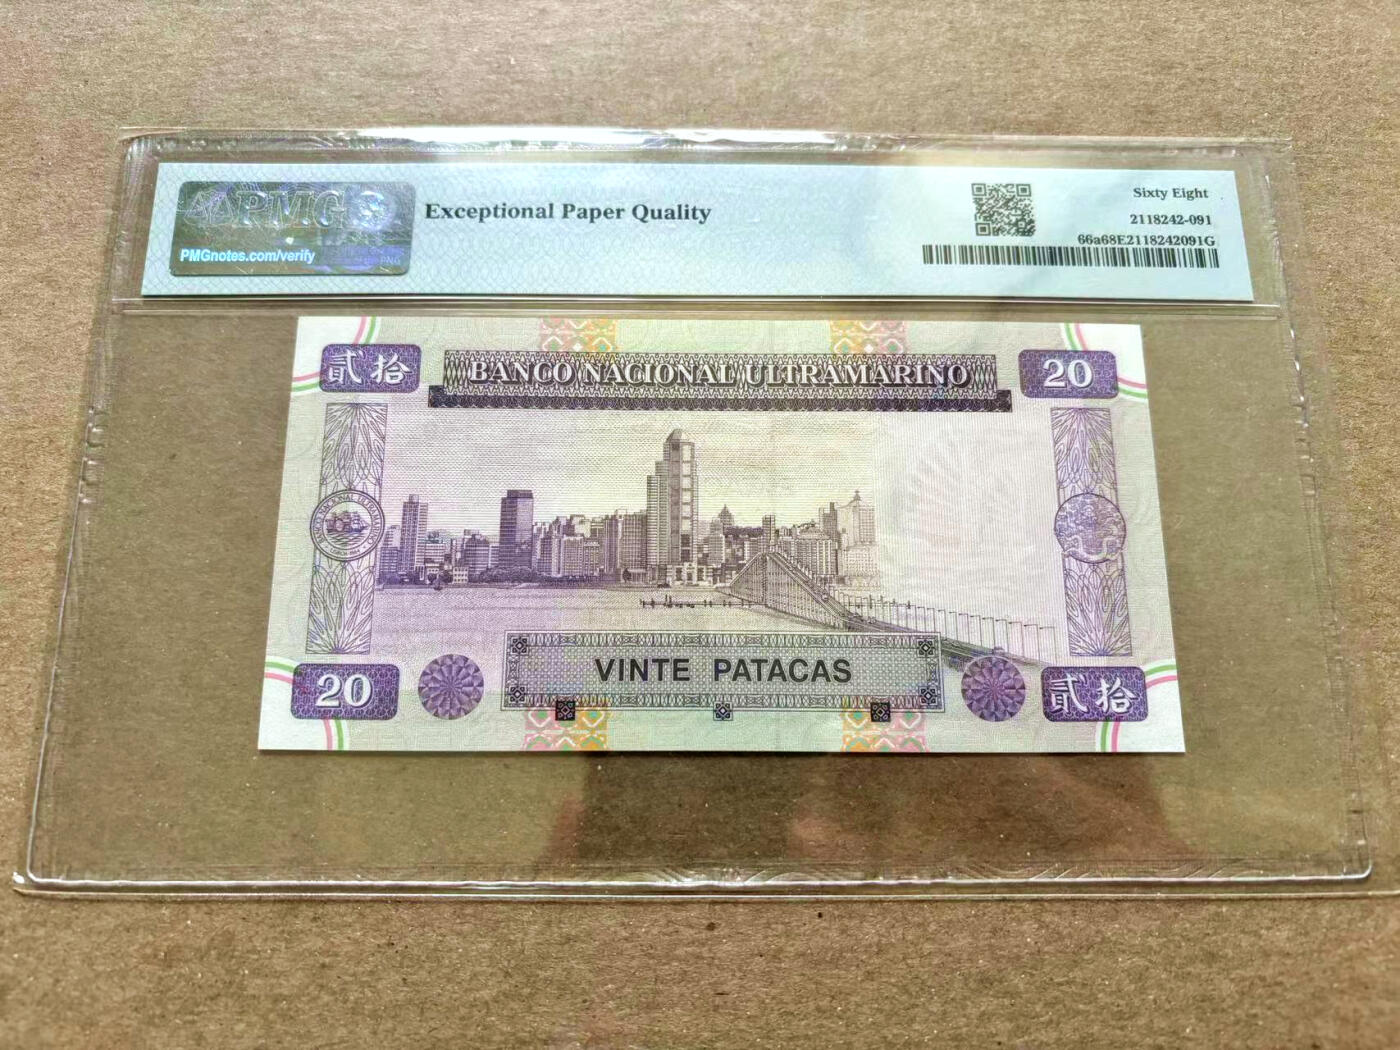 PMG
PMGnotes.com/verify
Exceptional Paper Quality
Sixty Eight
2118242-091
66a68E2118242091G
貳拾
BANCO NACIONAL ULTRAMARINO
20
VINTE PATACAS
20
貳拾